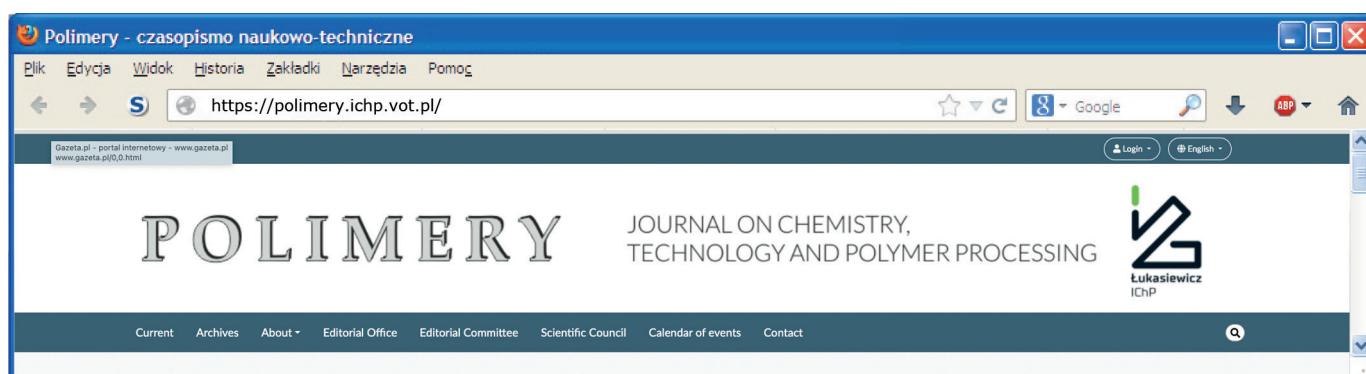 Polimery - czasopismo naukowo-techniczne
Plik Edycja Widok Historia Zakładki Narzędzia Pomoc
S https://polimery.ichp.vot.pl/ 8 Google ABP
Gazeta.pl - portal internetowy - www.gazeta.pl
www.gazeta.pl/0,0.html
Login English
POLIMERY
JOURNAL ON CHEMISTRY,
TECHNOLOGY AND POLYMER PROCESSING
Łukasiewicz
IChP
Current Archives About Editorial Office Editorial Committee Scientific Council Calendar of events Contact